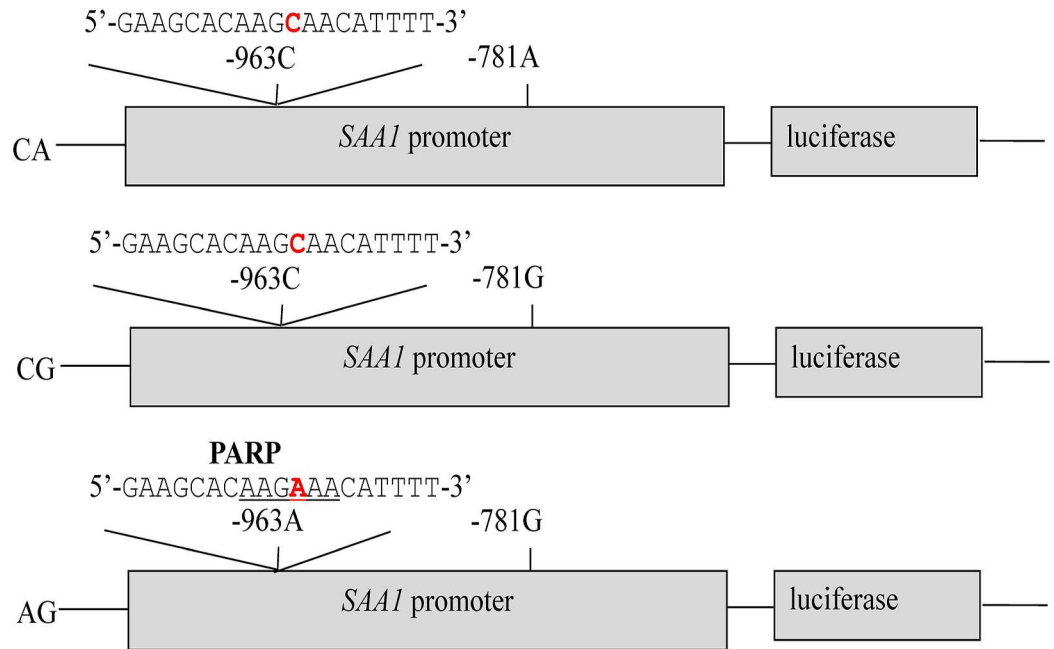 5’-GAAGCACAAGCAACATTTT-3’
-963C -781A
CA SAA1 promoter luciferase
5’-GAAGCACAAGCAACATTTT-3’
-963C -781G
CG SAA1 promoter luciferase
PARP
5’-GAAGCACAAGAAACATTTT-3’
-963A -781G
AG SAA1 promoter luciferase